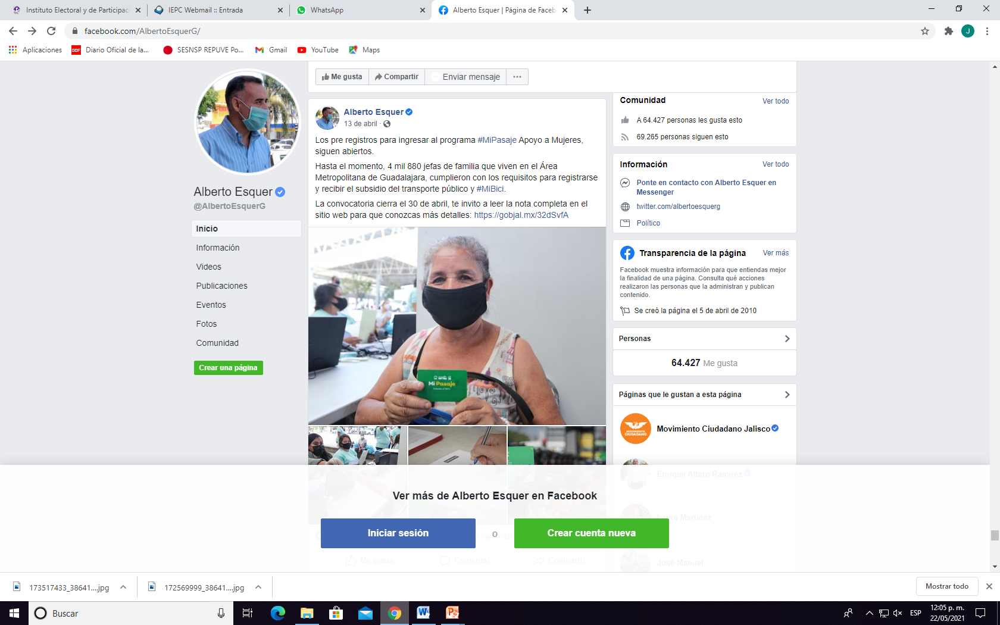 Instituto Electoral y de Participac
IEPC Webmail :: Entrada
WhatsApp
Alberto Esquer | Página de Faceb
facebook.com/AlbertoEsquerG/
J
Aplicaciones
DOF
Diario Oficial de la...
SESNSP REPUVE Po...
Gmail
YouTube
Maps
Me gusta
Compartir
Enviar mensaje
Alberto Esquer
@AlbertoEsquerG
Inicio
Información
Videos
Publicaciones
Eventos
Fotos
Comunidad
Crear una página
Alberto Esquer
13 de abril ·
Los pre registros para ingresar al programa #MiPasaje Apoyo a Mujeres,
siguen abiertos.
Hasta el momento, 4 mil 880 jefas de familia que viven en el Área
Metropolitana de Guadalajara, cumplieron con los requisitos para registrarse
y recibir el subsidio del transporte público y #MiBici.
La convocatoria cierra el 30 de abril, te invito a leer la nota completa en el
sitio web para que conozcas más detalles: https://gobjal.mx/32dSvfA
Mi Pasaje
Comunidad
Ver todo
A 64.427 personas les gusta esto
69.265 personas siguen esto
Información
Ver todo
Ponte en contacto con Alberto Esquer en
Messenger
twitter.com/albertoesquerg
Político
Transparencia de la página
Ver más
Facebook muestra información para que entiendas mejor
la finalidad de una página. Consulta qué acciones
realizaron las personas que la administran y publican
contenido.
Se creó la página el 5 de abril de 2010
Personas
64.427 Me gusta
Páginas que le gustan a esta página
MOVIMIENTO
CIUDADANO
Movimiento Ciudadano Jalisco
Enrique Alfaro Ramírez
Laura Martínez
José Manuel
Ver más de Alberto Esquer en Facebook
Iniciar sesión
o
Crear cuenta nueva
Me gusta
Comentar
Compartir
173517433_38641....jpg
172569999_38641....jpg
Mostrar todo
Buscar
ESP
12:05 p. m.
22/05/2021